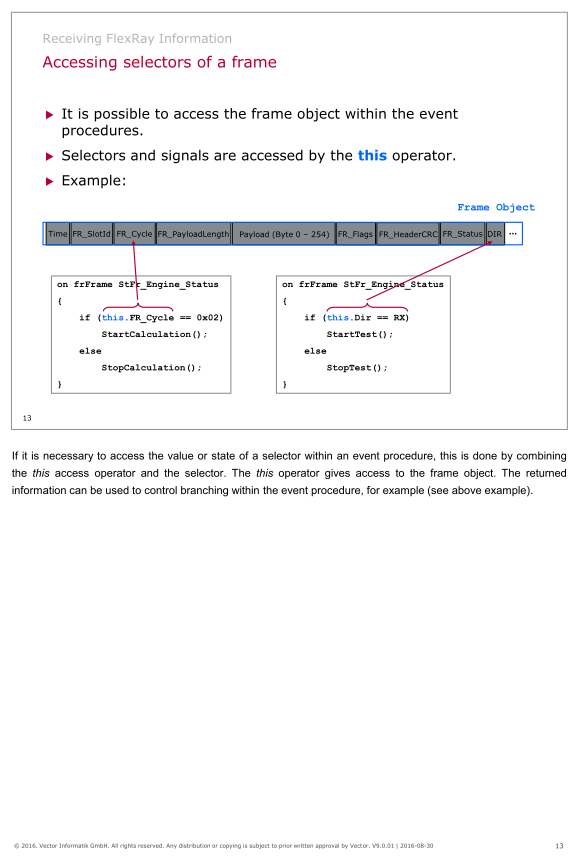 Receiving FlexRay Information
Accessing selectors of a frame
▶ It is possible to access the frame object within the event
procedures.
▶ Selectors and signals are accessed by the this operator.
▶ Example:
Frame Object
Time FR_SlotId FR_Cycle FR_PayloadLength Payload (Byte 0 – 254) FR_Flags FR_HeaderCRC FR_Status DIR ...
on frFrame StFr_Engine_Status
{
if (this.FR_Cycle == 0x02)
StartCalculation();
else
StopCalculation();
}
on frFrame StFr_Engine_Status
{
if (this.Dir == RX)
StartTest();
else
StopTest();
}
13
If it is necessary to access the value or state of a selector within an event procedure, this is done by combining
the this access operator and the selector. The this operator gives access to the frame object. The returned
information can be used to control branching within the event procedure, for example (see above example).
© 2016. Vector Informatik GmbH. All rights reserved. Any distribution or copying is subject to prior written approval by Vector. V9.0.01 | 2016-08-30
13